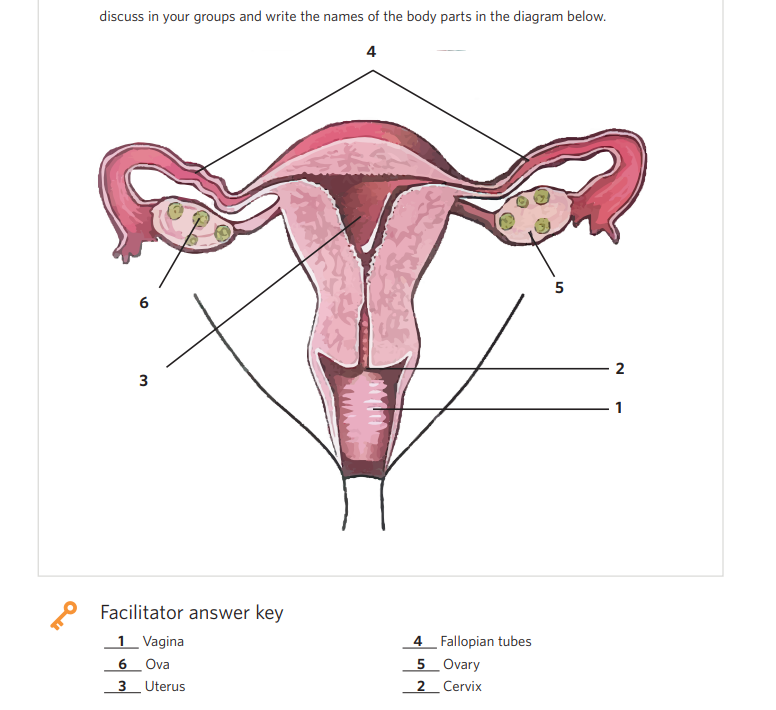 discuss in your groups and write the names of the body parts in the diagram below.
4
6
5
3
2
1
Facilitator answer key
1 Vagina
6 Ova
3 Uterus
4 Fallopian tubes
5 Ovary
2 Cervix